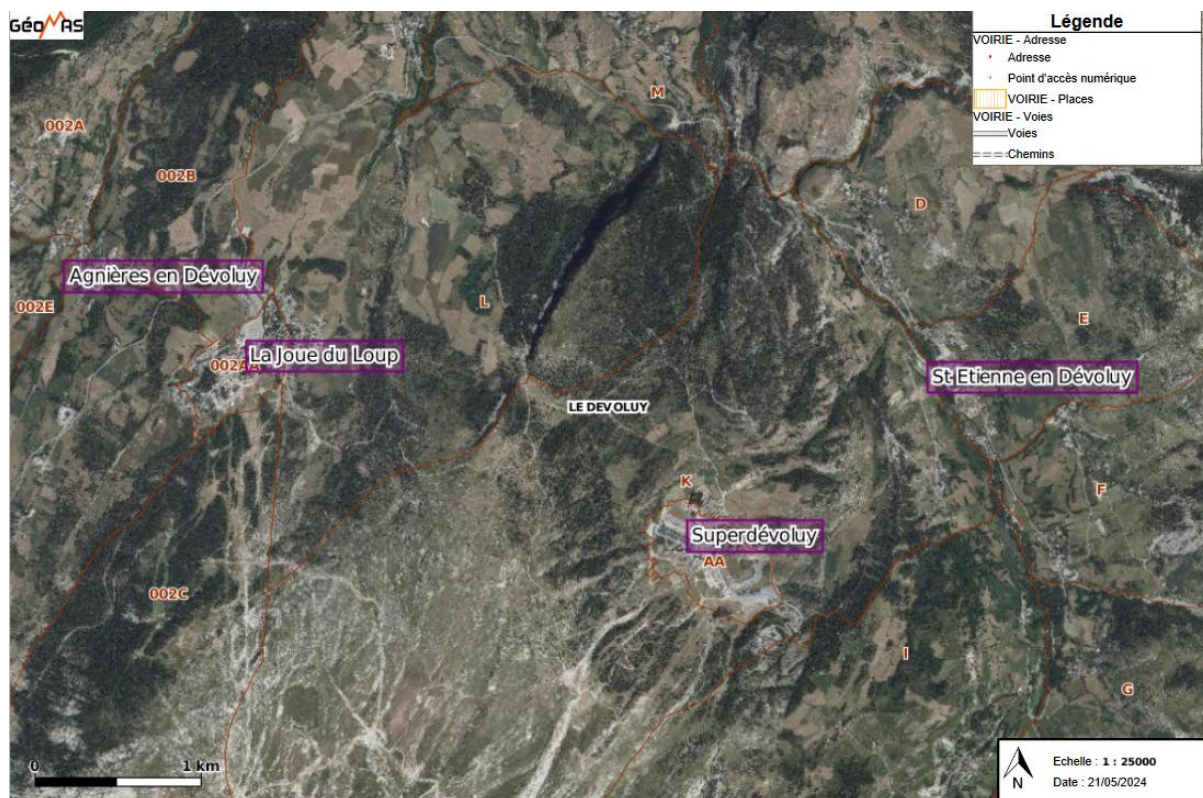 GéoMAS
Légende
VOIRIE - Adresse
Adresse
Point d'accès numérique
VOIRIE - Places
VOIRIE - Voies
Voies
Chemins
M
002A
002B
D
Agnières en Dévoluy
002E
L
E
002AA
La Joue du Loup
St Etienne en Dévoluy
LE DEVOLUY
K
F
Superdévoluy
AA
002C
I
G
0 1 km
N
Echelle : 1 : 25000
Date : 21/05/2024